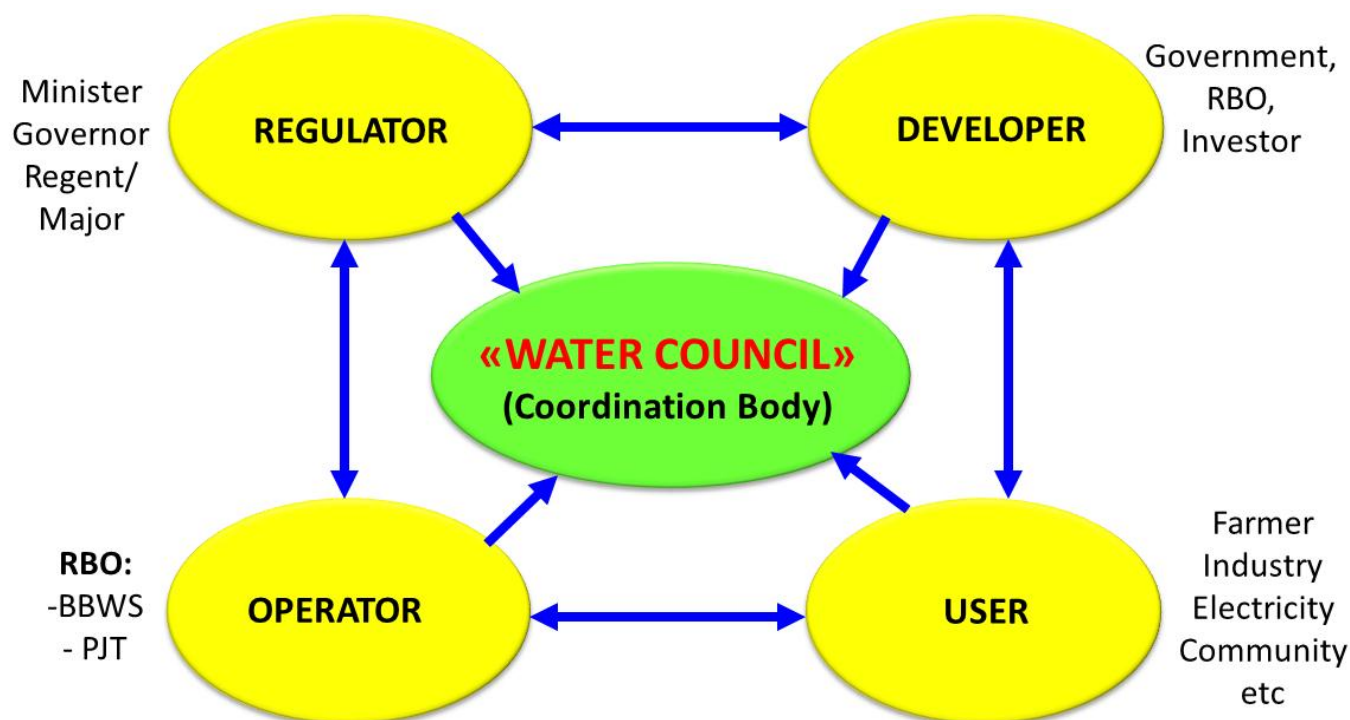 Minister
Governor
Regent/
Major
REGULATOR
DEVELOPER
Government,
RBO,
Investor
«WATER COUNCIL»
(Coordination Body)
RBO:
-BBWS
- PJT
OPERATOR
USER
Farmer
Industry
Electricity
Community
etc